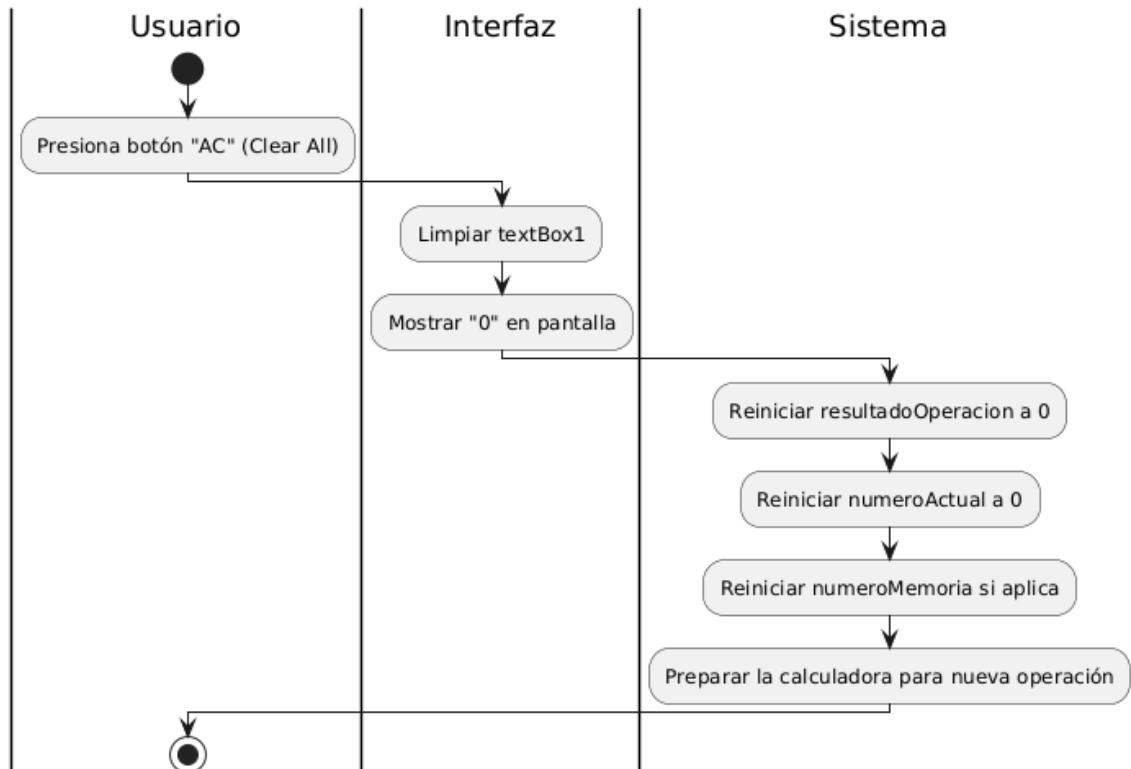 Usuario
Interfaz
Sistema
Presiona botón "AC" (Clear All)
Limpiar textBox1
Mostrar "0" en pantalla
Reiniciar resultadoOperacion a 0
Reiniciar numeroActual a 0
Reiniciar numeroMemoria si aplica
Preparar la calculadora para nueva operación